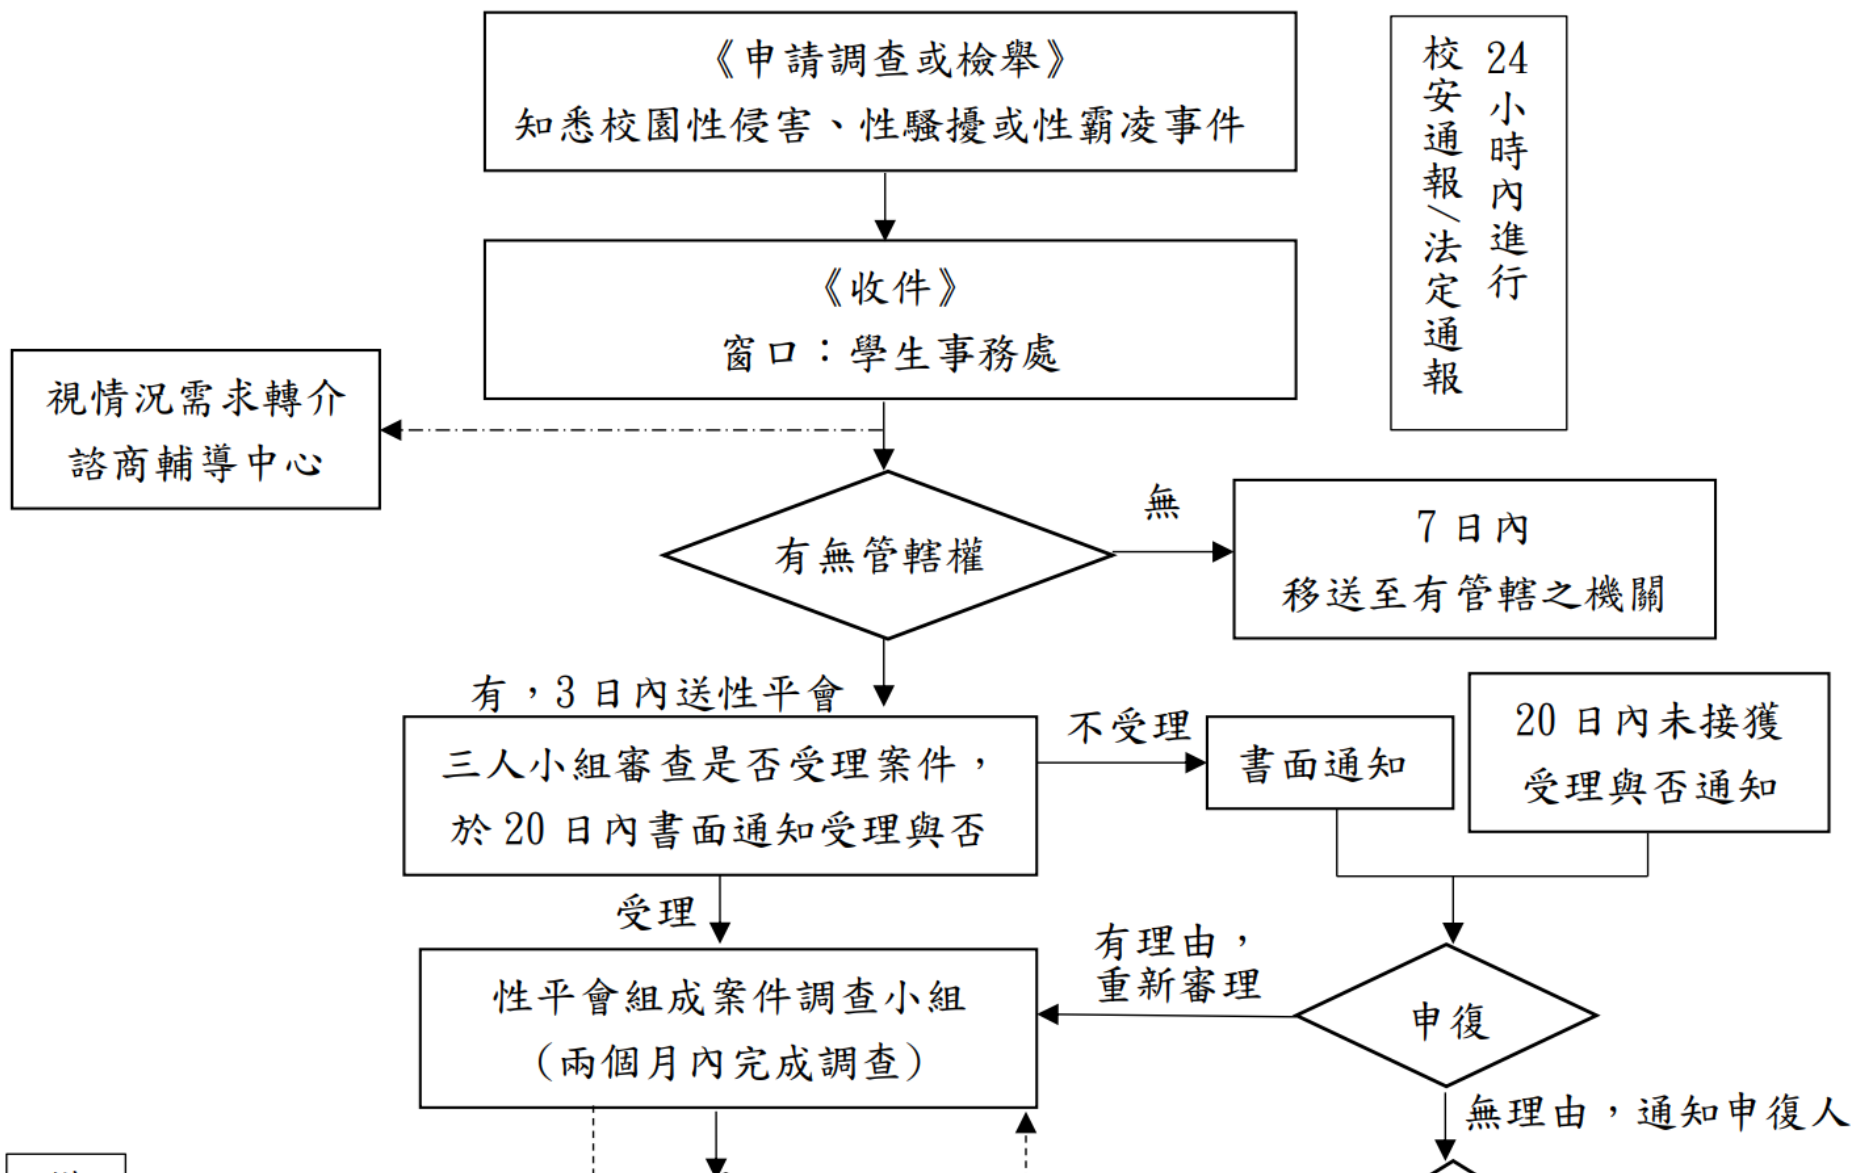 《申請調查或檢舉》
知悉校園性侵害、性騷擾或性霸凌事件
24小時內進行
校安通報/法定通報
《收件》
窗口：學生事務處
視情況需求轉介
諮商輔導中心
有無管轄權
無
7 日內
移送至有管轄之機關
有，3 日內送性平會
三人小組審查是否受理案件，
於 20 日內書面通知受理與否
不受理
書面通知
20 日內未接獲
受理與否通知
受理
性平會組成案件調查小組
（兩個月內完成調查）
有理由，
重新審理
申復
無理由，通知申復人